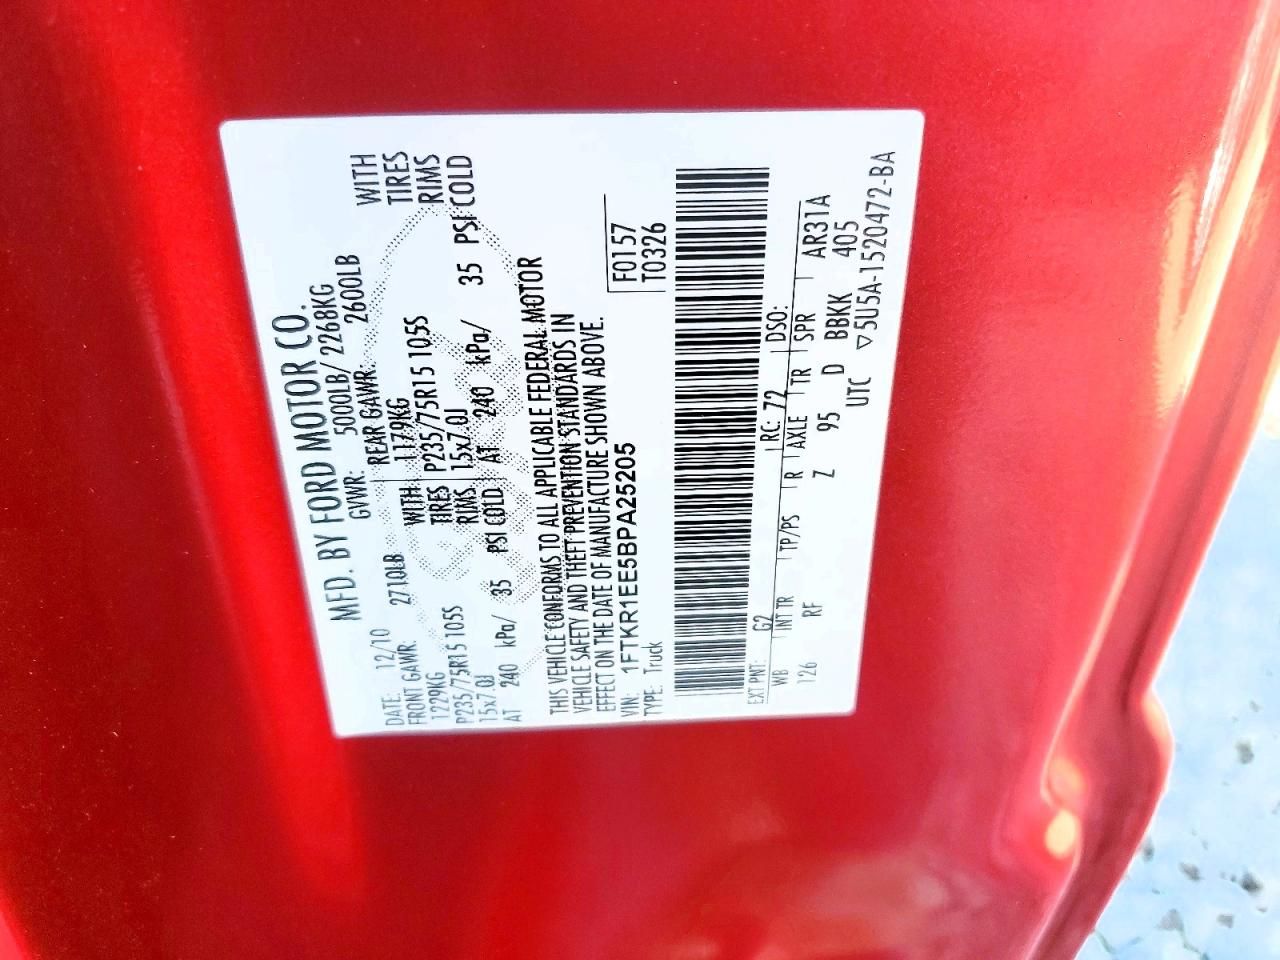 MFD. BY FORD MOTOR CO.
DATE: 12/10 GVWR: 5000LB/ 2268KG
FRONT GAWR: 2710LB REAR GAWR: 2600LB
1229KG WITH 1179KG WITH
P235/75R15 105S TIRES P235/75R15 105S TIRES
15x7.0J RIMS 15x7.0J RIMS
AT 240 kPa/ 35 PSI COLD AT 240 kPa/ 35 PSI COLD
THIS VEHICLE CONFORMS TO ALL APPLICABLE FEDERAL MOTOR
VEHICLE SAFETY AND THEFT PREVENTION STANDARDS IN
EFFECT ON THE DATE OF MANUFACTURE SHOWN ABOVE.
VIN: 1FTKR1EE5BPA25205 F0157
TYPE: Truck T0326
EXT PNT: G2 RC: 72 DSO:
WB INT TR TP/PS R AXLE TR SPR AR31A
126 RF Z 95 D BBKK 405
UTC ▽5U5A-1520472-BA